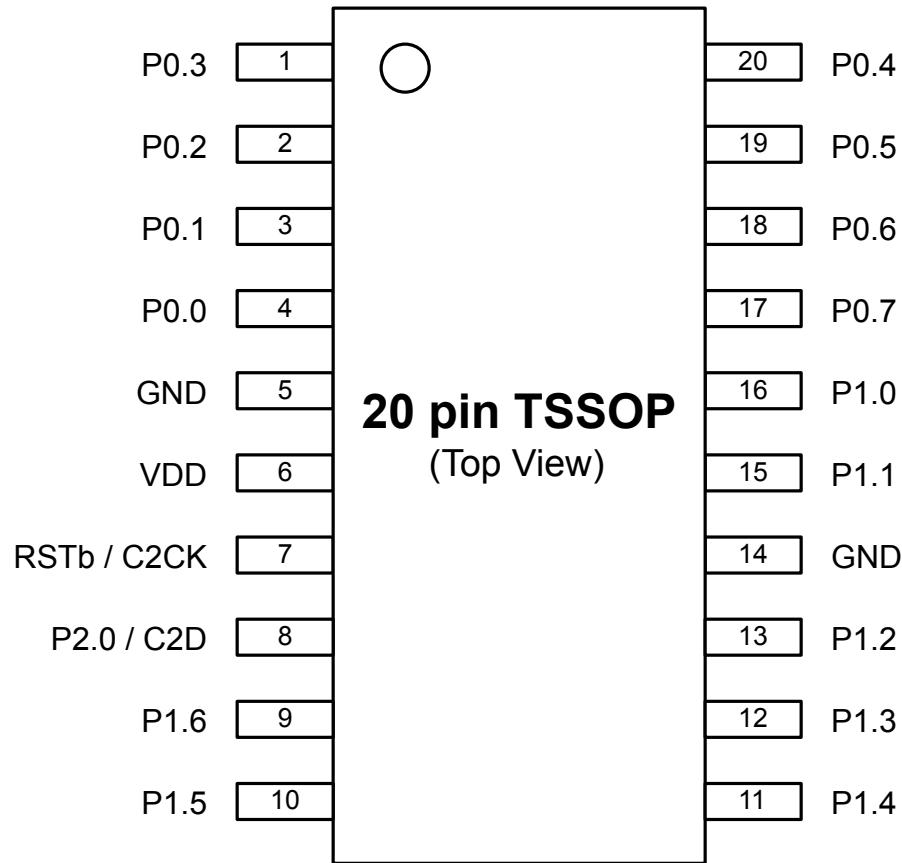 P0.3 1 20 P0.4
P0.2 2 19 P0.5
P0.1 3 18 P0.6
P0.0 4 17 P0.7
GND 5 16 P1.0
20 pin TSSOP
(Top View)
VDD 6 15 P1.1
RSTb / C2CK 7 14 GND
P2.0 / C2D 8 13 P1.2
P1.6 9 12 P1.3
P1.5 10 11 P1.4